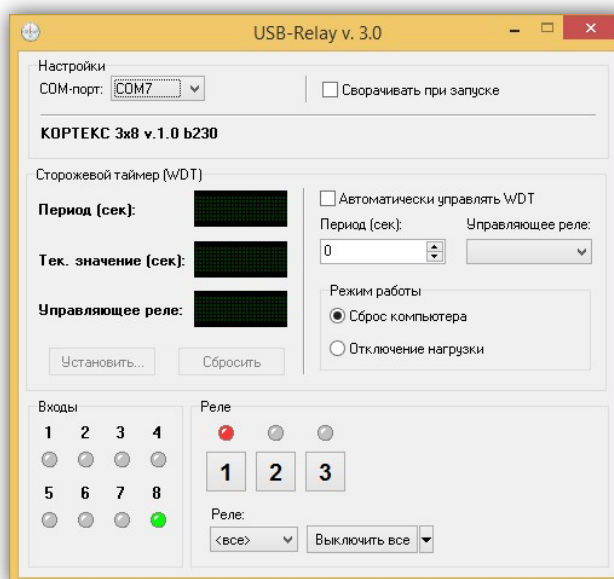 USB-Relay v. 3.0
Настройки
COM-порт: COM7
Сворачивать при запуске
КОРТЕКС 3x8 v.1.0 b230
Сторожевой таймер (WDT)
Период (сек):
Тек. значение (сек):
Управляющее реле:
Установить... Сбросить
Автоматически управлять WDT
Период (сек): Управляющее реле:
0
Режим работы
Сброс компьютера
Отключение нагрузки
Входы
1 2 3 4
5 6 7 8
Реле
1 2 3
Реле:
<все> Выключить все